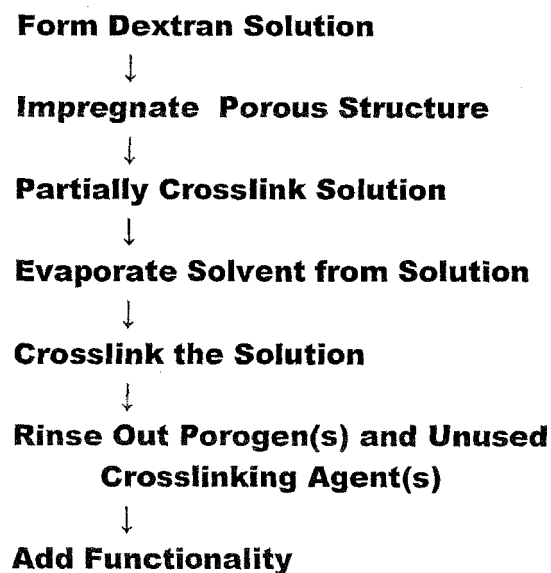 Form Dextran Solution
↓
Impregnate Porous Structure
↓
Partially Crosslink Solution
↓
Evaporate Solvent from Solution
↓
Crosslink the Solution
↓
Rinse Out Porogen(s) and Unused
Crosslinking Agent(s)
↓
Add Functionality